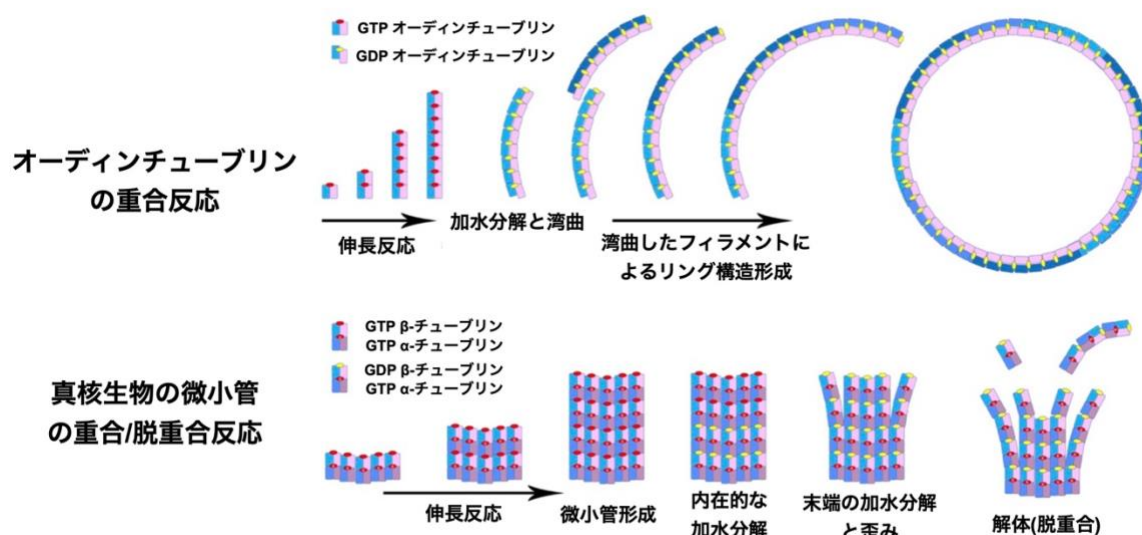 GTP オーディンチューブリン
GDP オーディンチューブリン
オーディンチューブリン
の重合反応
伸長反応
加水分解と湾曲
湾曲したフィラメントに
よるリング構造形成
GTP β-チューブリン
GTP α-チューブリン
GDP β-チューブリン
GTP α-チューブリン
真核生物の微小管
の重合/脱重合反応
伸長反応
微小管形成
内在的な
加水分解
末端の加水分解
と歪み
解体(脱重合)